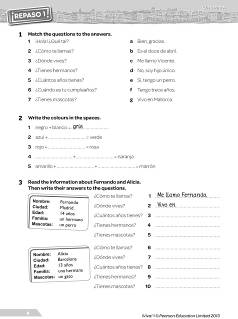 REPASO 1
1 Match the questions to the answers.
1 ¡Hola! ¿Qué tal? a Bien, gracias.
2 ¿Cómo te llamas? b Es el doce de abril.
3 ¿Dónde vives? c Me llamo Vicente.
4 ¿Tienes hermanos? d No, soy hijo único.
5 ¿Cuántos años tienes? e Sí, tengo un perro.
6 ¿Cuándo es tu cumpleaños? f Tengo trece años.
7 ¿Tienes mascotas? g Vivo en Mallorca.
2 Write the colours in the spaces.
1 negro + blanco = gris
2 azul + = verde
3 rojo + = rosa
4 + = naranja
5 amarillo + + = marrón
3 Read the information about Fernando and Alicia.
Then write their answers to the questions.
Nombre: Fernando
Ciudad: Madrid
Edad: 14 años
Familia: un hermano
Mascotas: un perro
¿Cómo te llamas? 1 Me llamo Fernando.
¿Dónde vives? 2 Vivo en
¿Cuántos años tienes? 3
¿Tienes hermanos? 4
¿Tienes mascotas? 5
Nombre: Alicia
Ciudad: Barcelona
Edad: 13 años
Familia: una hermana
Mascotas: un gato
¿Cómo te llamas? 6
¿Dónde vives? 7
¿Cuántos años tienes? 8
¿Tienes hermanos? 9
¿Tienes mascotas? 10
© Pearson Education Limited 2013